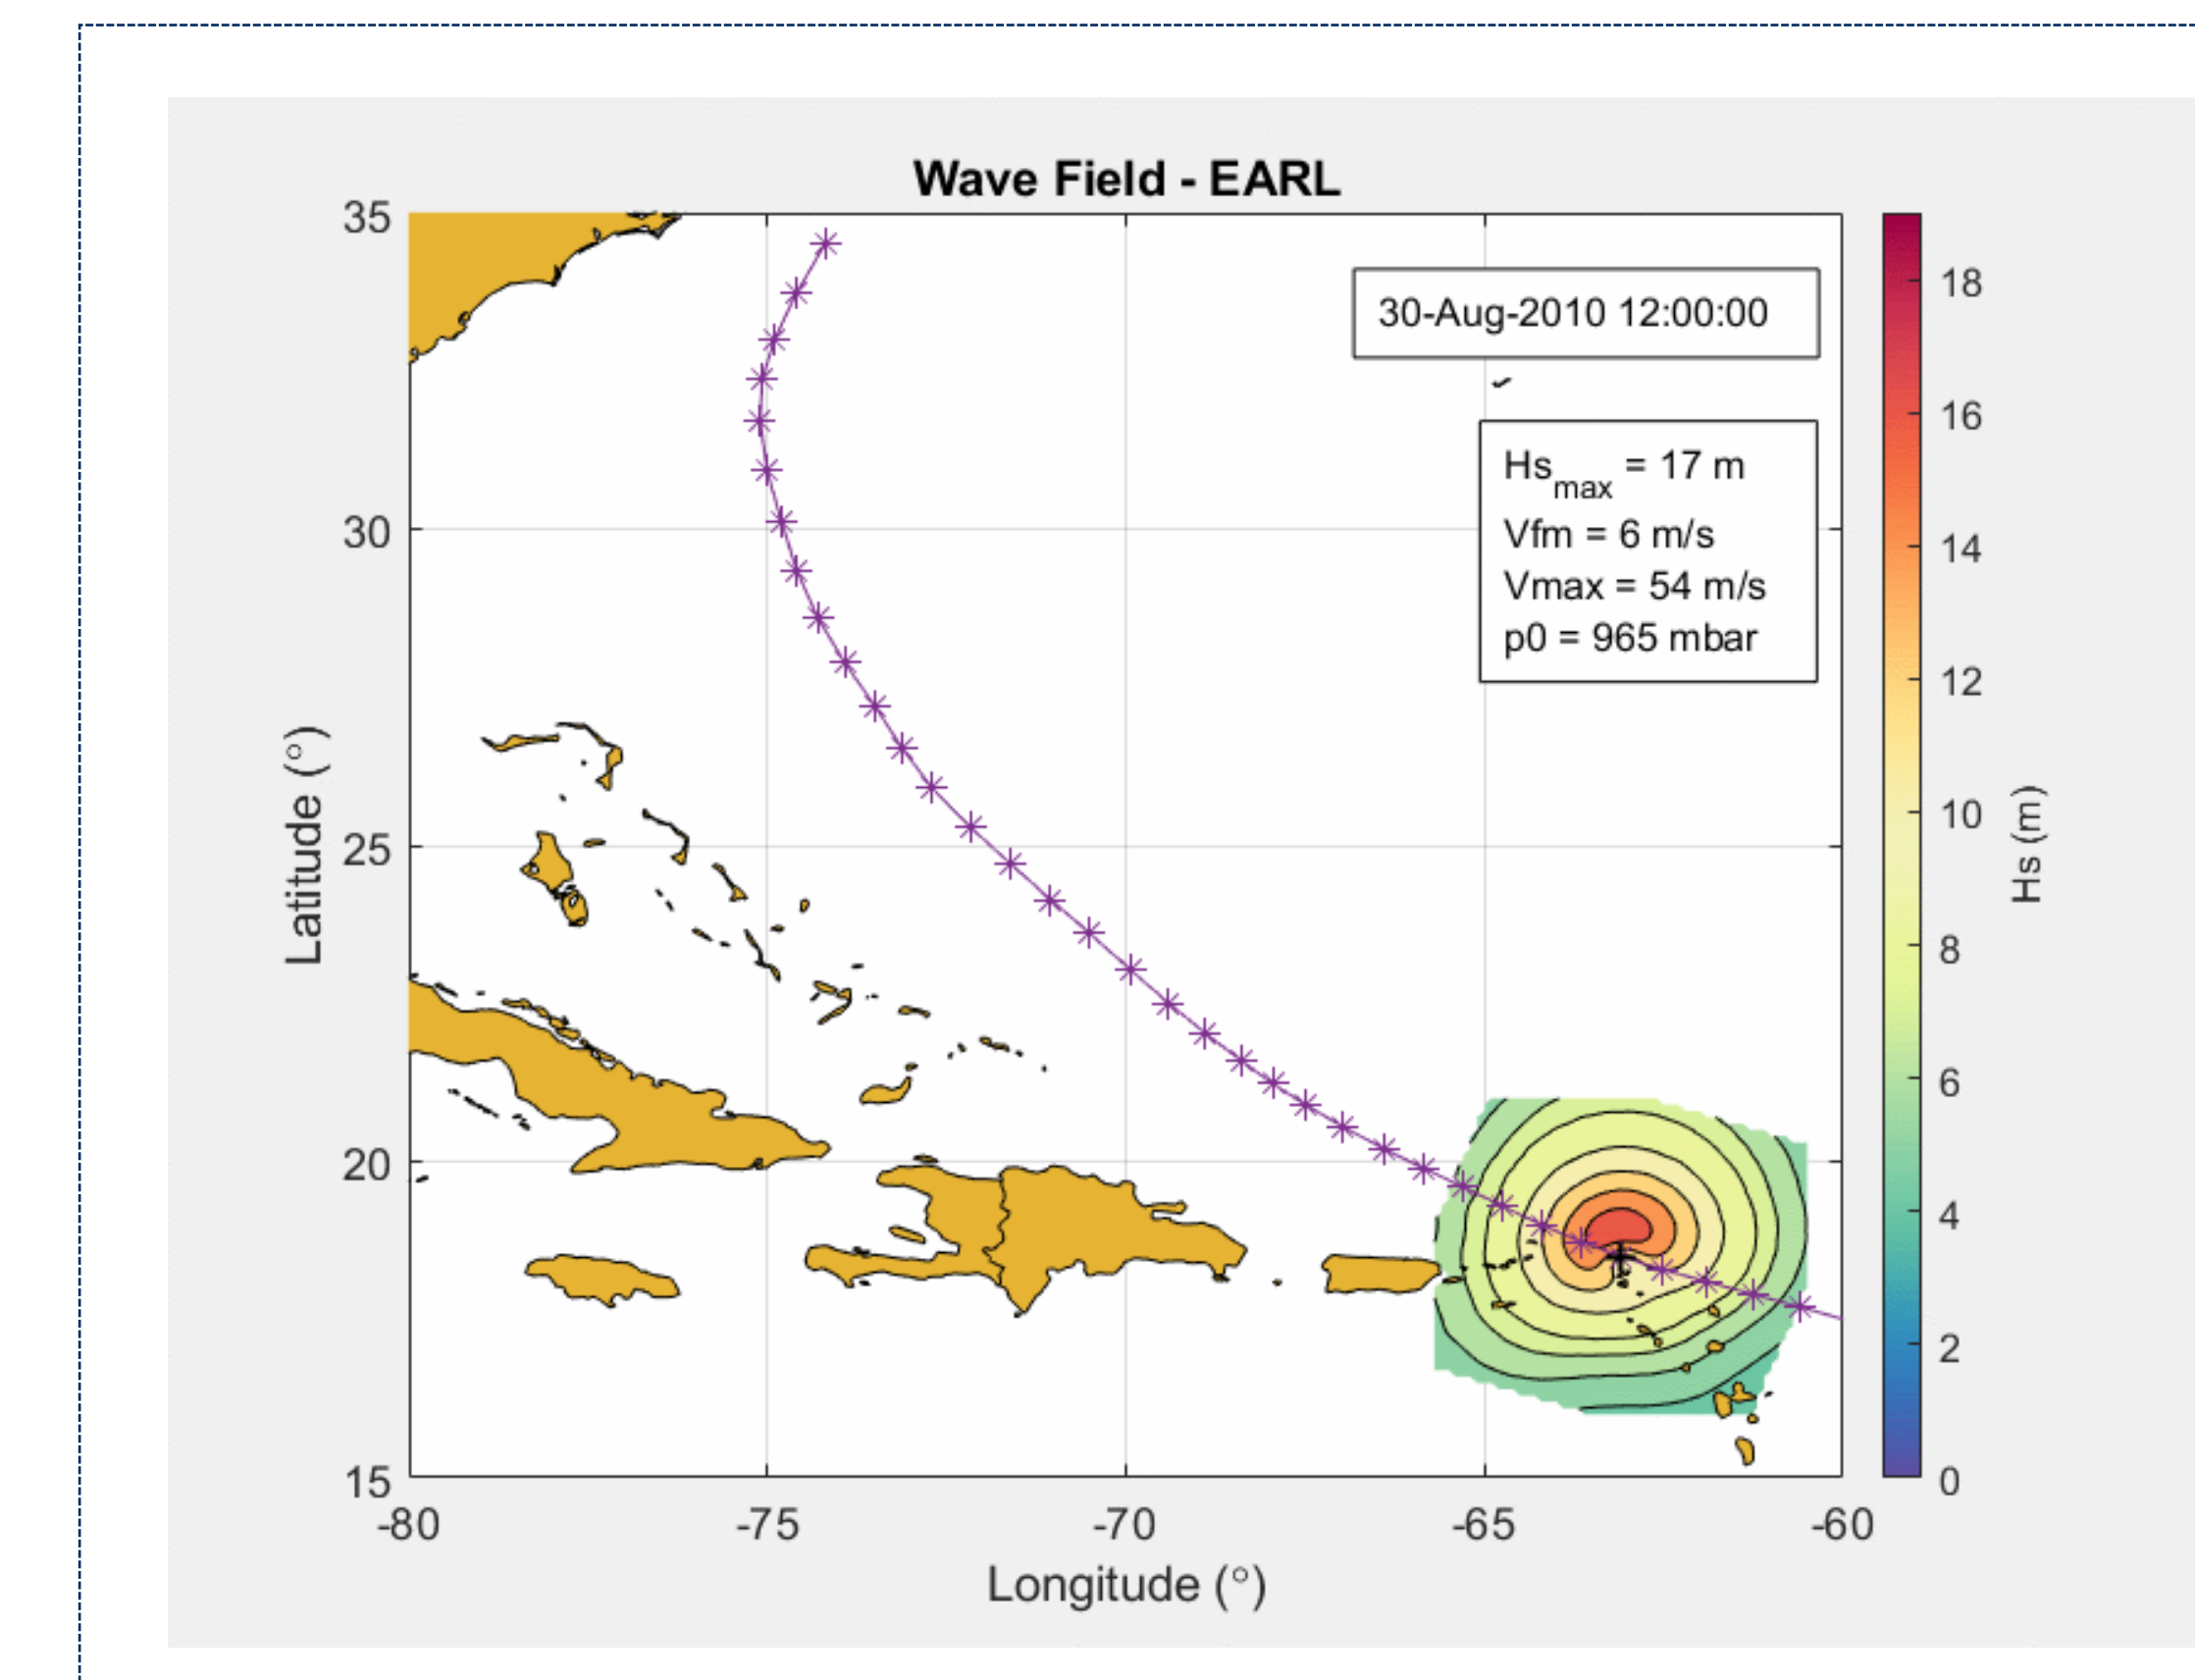 Wave Field - EARL
35
30
25
20
15
Latitude (°)
-80
-75
-70
-65
-60
Longitude (°)
30-Aug-2010 12:00:00
Hsmax = 17 m
Vfm = 6 m/s
Vmax = 54 m/s
p0 = 965 mbar
18
16
14
12
10
8
6
4
2
0
Hs (m)